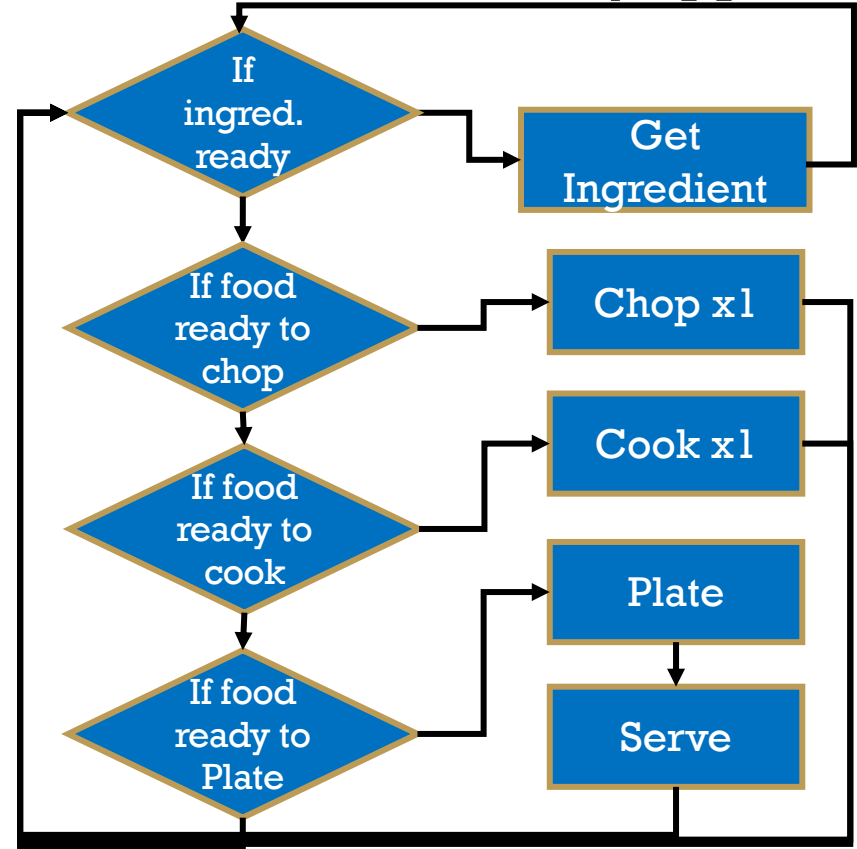 If
ingred.
ready
Get
Ingredient
If food
ready to
chop
Chop x1
If food
ready to
cook
Cook x1
If food
ready to
Plate
Plate
Serve